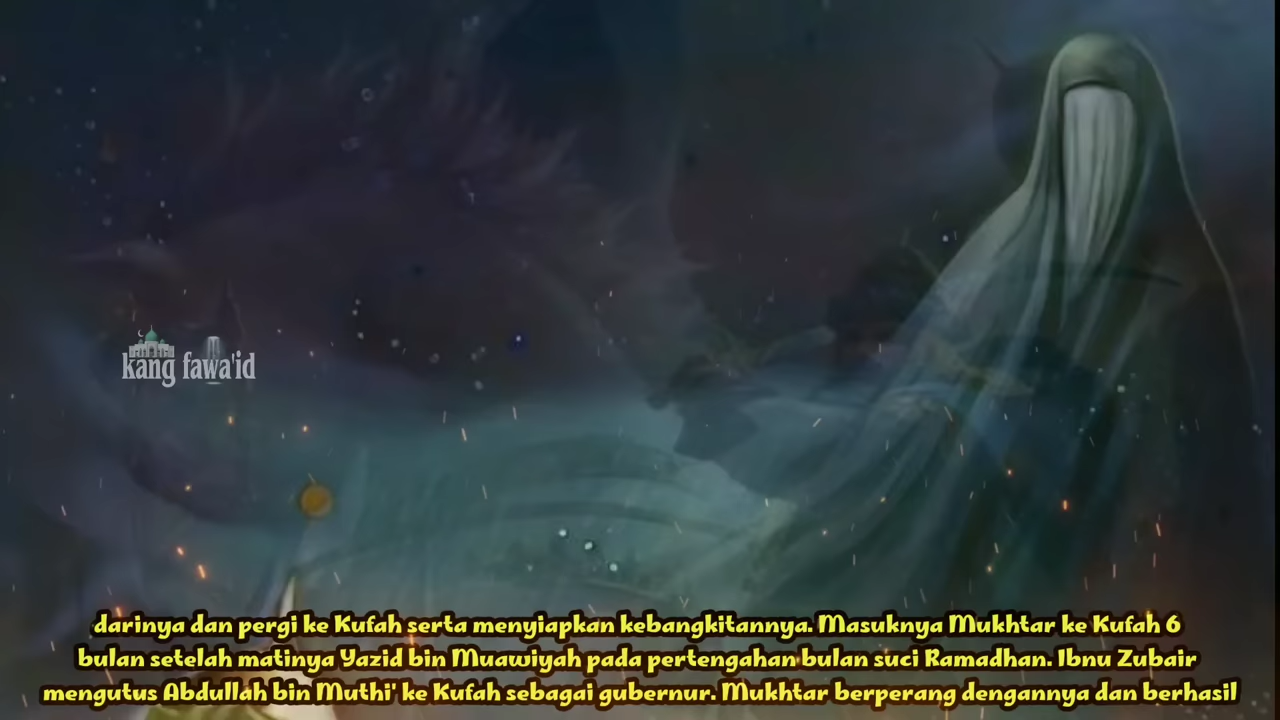 kang fawa'id
darinya dan pergi ke Kufah serta menyiapkan kebangkitannya. Masuknya Mukhtar ke Kufah 6
bulan setelah matinya Yazid bin Muawiyah pada pertengahan bulan suci Ramadhan. Ibnu Zubair
mengutus Abdullah bin Muthi' ke Kufah sebagai gubernur. Mukhtar berperang dengannya dan berhasil